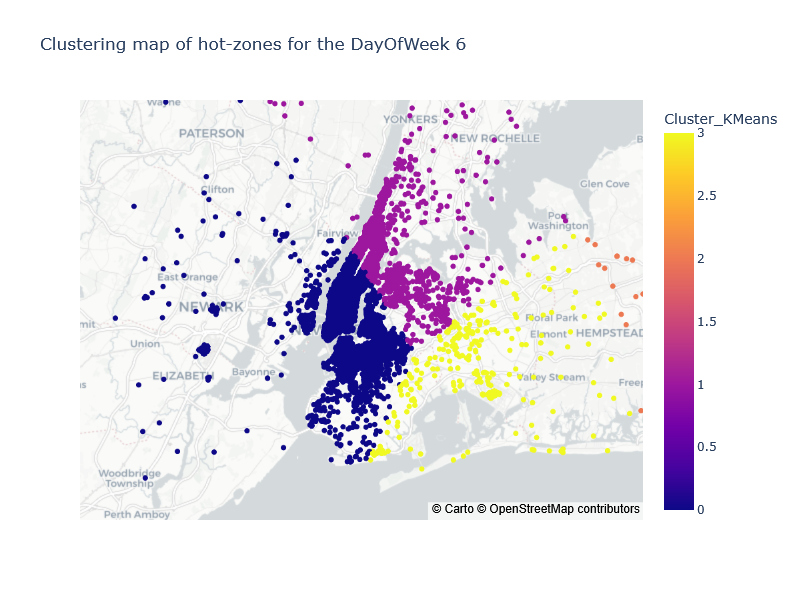 Clustering map of hot-zones for the DayOfWeek 6
Cluster_KMeans
3
2.5
2
1.5
1
0.5
0
Wayne
YONKERS
PATERSON
NEW ROCHELLE
Clifton
Glen Cove
Port
Washington
Fairview
East Orange
NEWARK
Floral Park
Elmont
HEMPSTEAD
Union
ELIZABETH
Bayonne
Valley Stream
Freep
Woodbridge
Township
Perth Amboy
© Carto © OpenStreetMap contributors